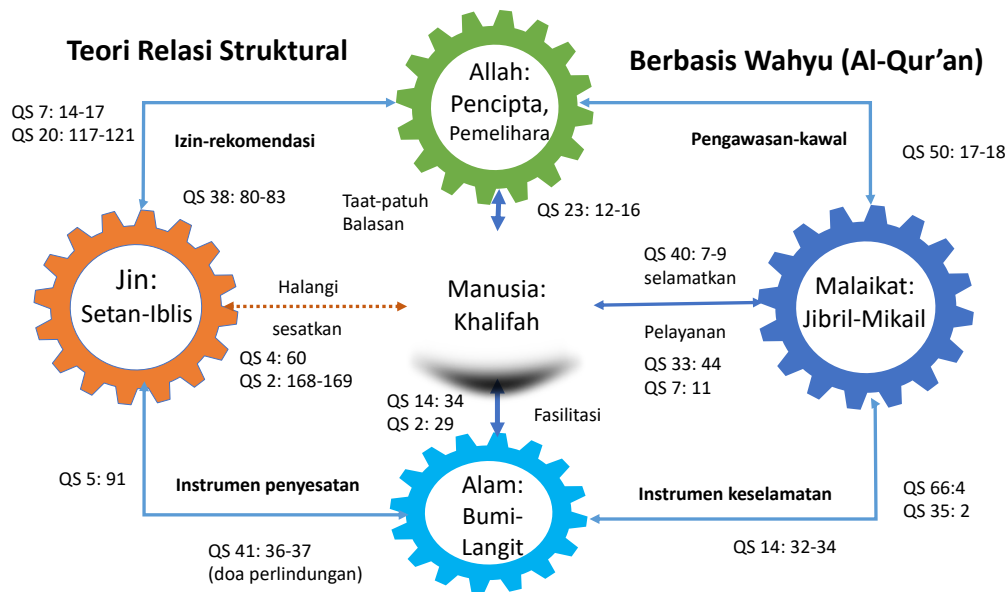 Teori Relasi Struktural
Berbasis Wahyu (Al-Qur'an)
Allah:
Pencipta,
Pemelihara
QS 7: 14-17
QS 20: 117-121
Izin-rekomendasi
Pengawasan-kawal
QS 50: 17-18
QS 38: 80-83
Taat-patuh
Balasan
QS 23: 12-16
Jin:
Setan-Iblis
Halangi
sesatkan
QS 4: 60
QS 2: 168-169
Manusia:
Khalifah
QS 40: 7-9
selamatkan
Pelayanan
QS 33: 44
QS 7: 11
Malaikat:
Jibril-Mikail
QS 14: 34
QS 2: 29
Fasilitasi
QS 5: 91
Instrumen penyesatan
Alam:
Bumi-
Langit
Instrumen keselamatan
QS 66:4
QS 35: 2
QS 41: 36-37
(doa perlindungan)
QS 14: 32-34